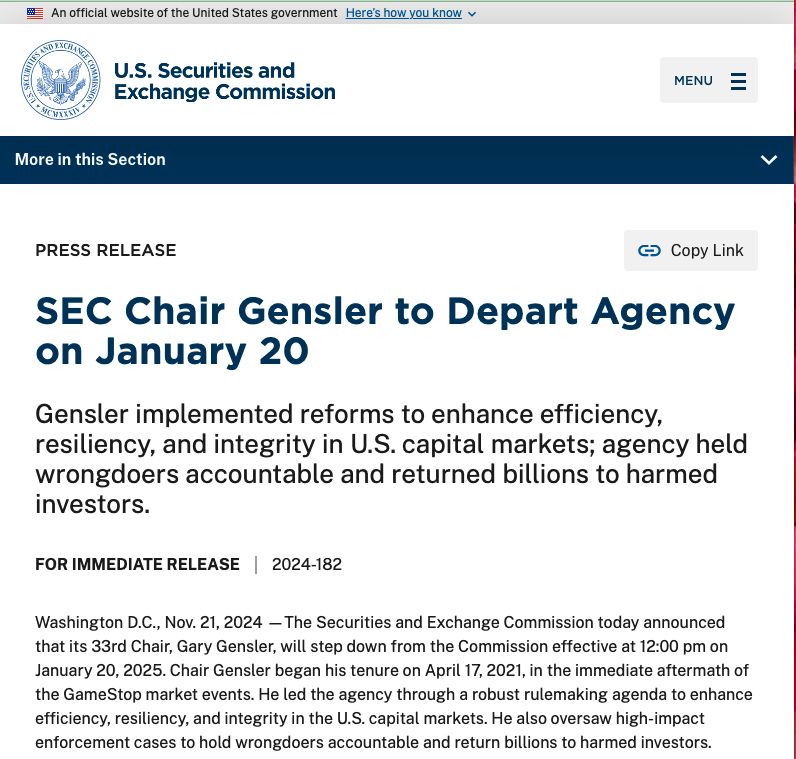 An official website of the United States government Here's how you know
U.S. SECURITIES AND EXCHANGE COMMISSION
MCMXXXIV
U.S. Securities and
Exchange Commission
MENU
More in this Section
PRESS RELEASE
Copy Link
SEC Chair Gensler to Depart Agency
on January 20
Gensler implemented reforms to enhance efficiency,
resiliency, and integrity in U.S. capital markets; agency held
wrongdoers accountable and returned billions to harmed
investors.
FOR IMMEDIATE RELEASE | 2024-182
Washington D.C., Nov. 21, 2024 — The Securities and Exchange Commission today announced
that its 33rd Chair, Gary Gensler, will step down from the Commission effective at 12:00 pm on
January 20, 2025. Chair Gensler began his tenure on April 17, 2021, in the immediate aftermath of
the GameStop market events. He led the agency through a robust rulemaking agenda to enhance
efficiency, resiliency, and integrity in the U.S. capital markets. He also oversaw high-impact
enforcement cases to hold wrongdoers accountable and return billions to harmed investors.